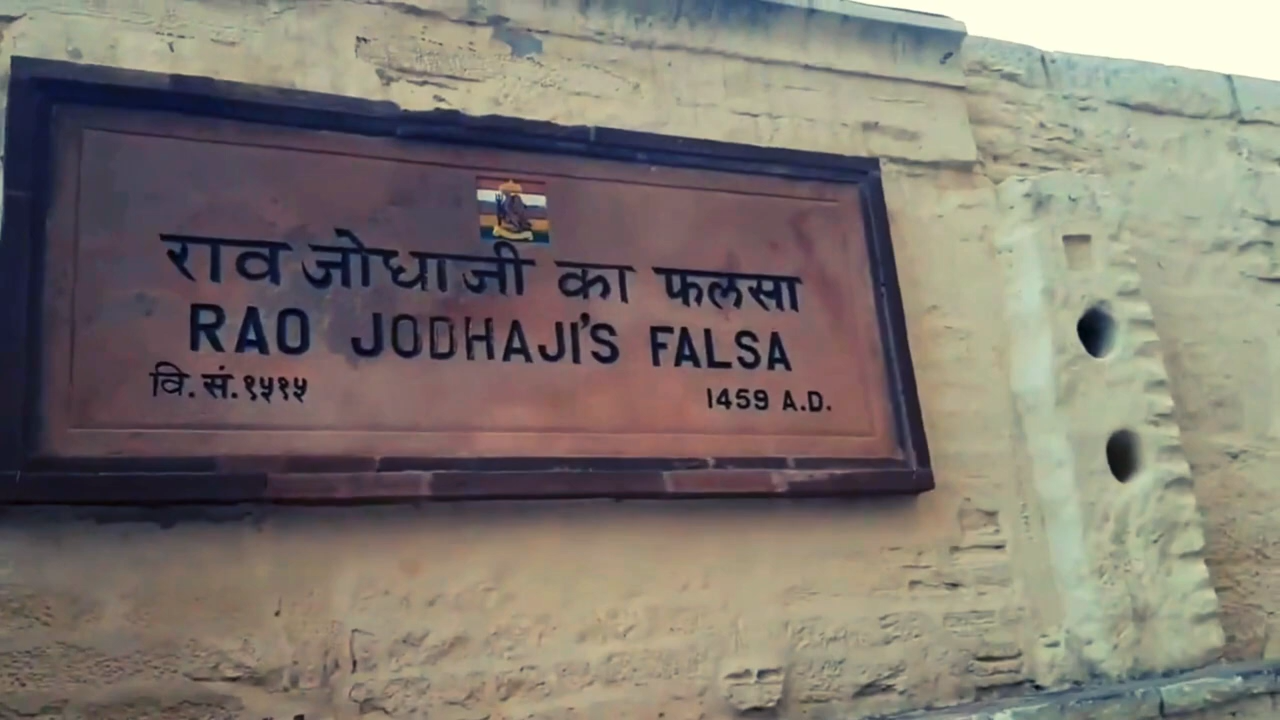 राव जोधाजी का फलसा
RAO JODHAJI'S FALSA
वि. सं. १५१५
1459 A.D.